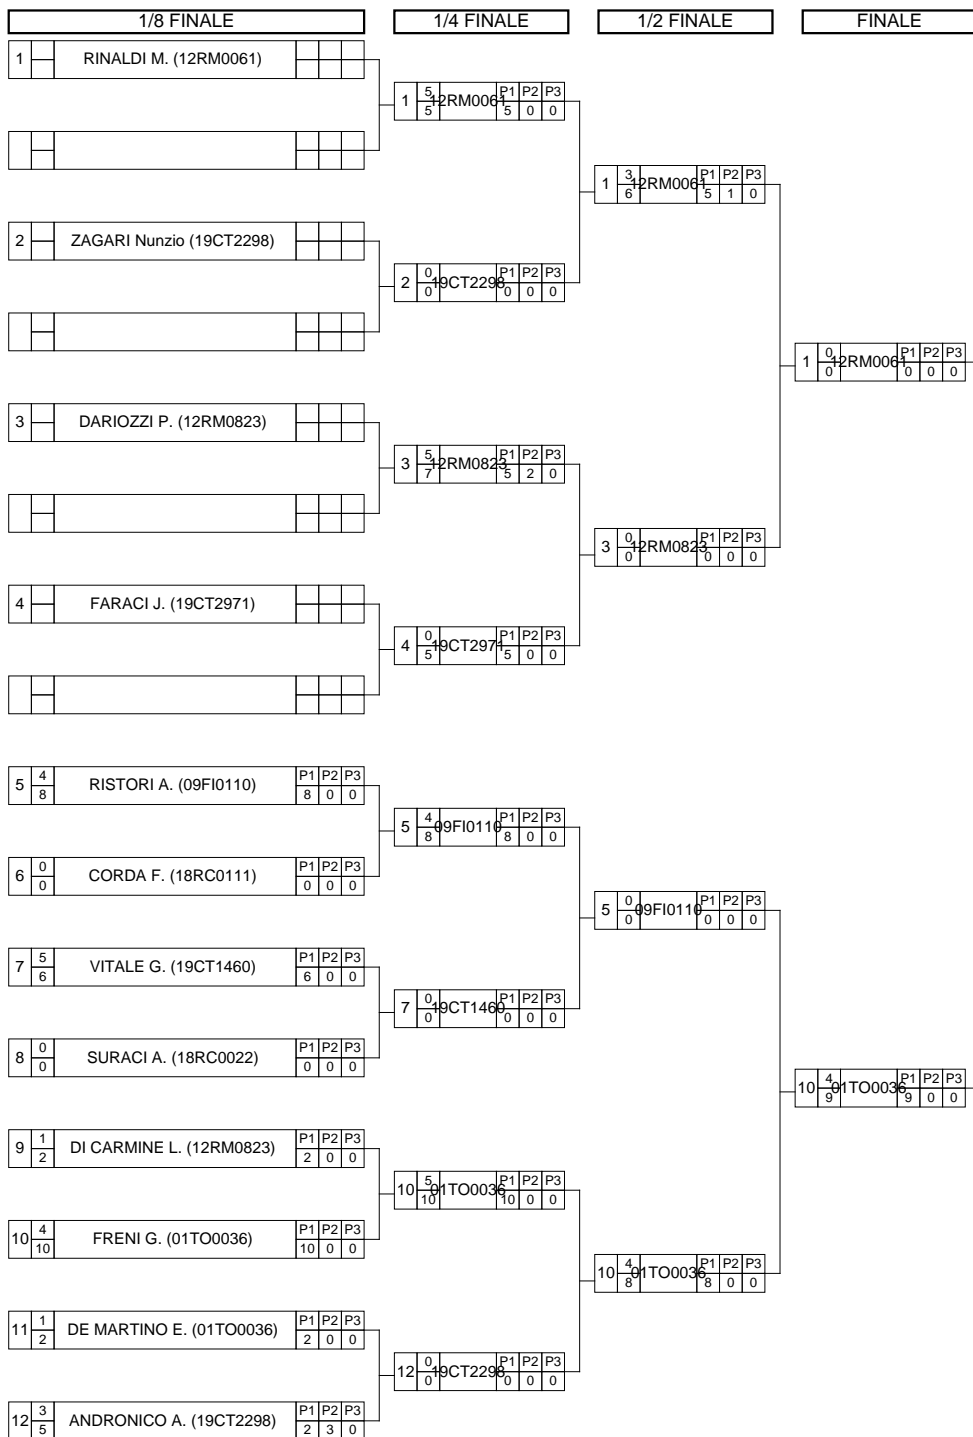 1/8 FINALE 1/4 FINALE 1/2 FINALE FINALE
1 RINALDI M. (12RM0061)
1 5 5 12RM0061 P1 P2 P3 5 0 0
1 3 6 12RM0061 P1 P2 P3 5 1 0
2 ZAGARI Nunzio (19CT2298)
2 0 0 19CT2298 P1 P2 P3 0 0 0
1 0 0 12RM0061 P1 P2 P3 0 0 0
3 DARIOZZI P. (12RM0823)
3 5 7 12RM0823 P1 P2 P3 5 2 0
3 0 0 12RM0823 P1 P2 P3 0 0 0
4 FARACI J. (19CT2971)
4 0 5 19CT2971 P1 P2 P3 5 0 0
5 4 8 RISTORI A. (09FI0110) P1 P2 P3 8 0 0
5 4 8 09FI0110 P1 P2 P3 8 0 0
6 0 0 CORDA F. (18RC0111) P1 P2 P3 0 0 0
5 0 0 09FI0110 P1 P2 P3 0 0 0
7 5 6 VITALE G. (19CT1460) P1 P2 P3 6 0 0
7 0 0 19CT1460 P1 P2 P3 0 0 0
8 0 0 SURACI A. (18RC0022) P1 P2 P3 0 0 0
10 4 9 01TO0036 P1 P2 P3 9 0 0
9 1 2 DI CARMINE L. (12RM0823) P1 P2 P3 2 0 0
10 5 10 01TO0036 P1 P2 P3 10 0 0
10 4 10 FRENI G. (01TO0036) P1 P2 P3 10 0 0
10 4 8 01TO0036 P1 P2 P3 8 0 0
11 1 2 DE MARTINO E. (01TO0036) P1 P2 P3 2 0 0
12 0 0 19CT2298 P1 P2 P3 0 0 0
12 3 5 ANDRONICO A. (19CT2298) P1 P2 P3 2 3 0